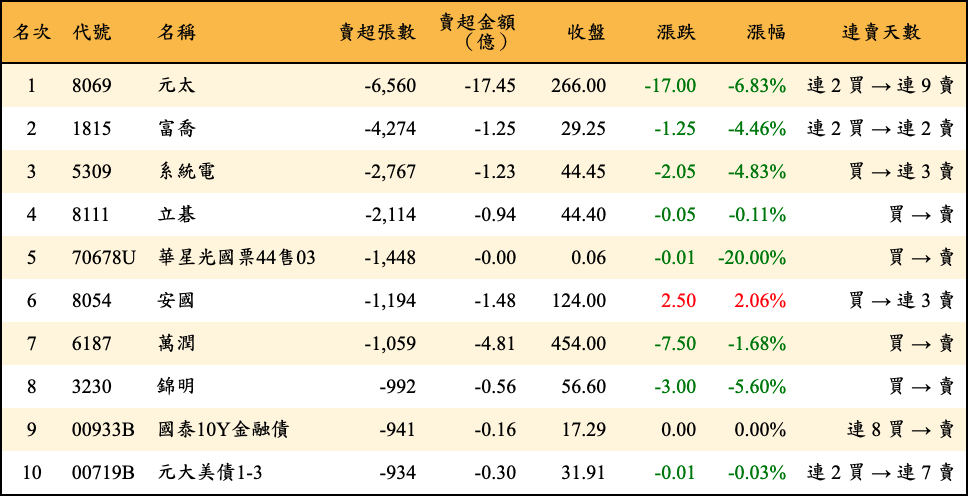 名次 代號 名稱 賣超張數 賣超金額（億） 收盤 漲跌 漲幅 連賣天數
1 8069 元太 -6,560 -17.45 266.00 -17.00 -6.83% 連 2 買 → 連 9 賣
2 1815 富喬 -4,274 -1.25 29.25 -1.25 -4.46% 連 2 買 → 連 2 賣
3 5309 系統電 -2,767 -1.23 44.45 -2.05 -4.83% 買 → 連 3 賣
4 8111 立碁 -2,114 -0.94 44.40 -0.05 -0.11% 買 → 賣
5 70678U 華星光國票44售03 -1,448 -0.00 0.06 -0.01 -20.00% 買 → 賣
6 8054 安國 -1,194 -1.48 124.00 2.50 2.06% 買 → 連 3 賣
7 6187 萬潤 -1,059 -4.81 454.00 -7.50 -1.68% 買 → 賣
8 3230 錦明 -992 -0.56 56.60 -3.00 -5.60% 買 → 賣
9 00933B 國泰10Y金融債 -941 -0.16 17.29 0.00 0.00% 連 8 買 → 賣
10 00719B 元大美債1-3 -934 -0.30 31.91 -0.01 -0.03% 連 2 買 → 連 7 賣